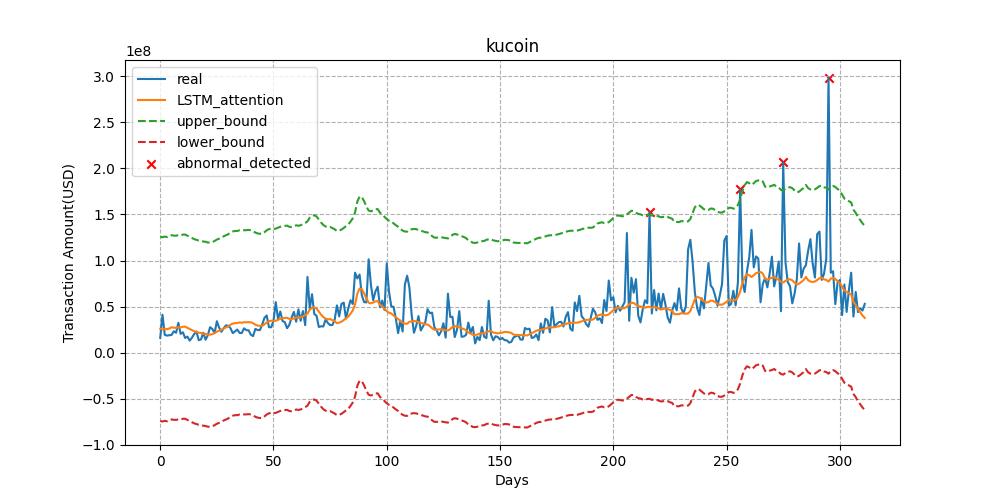 kucoin
1e8
real
LSTM_attention
upper_bound
lower_bound
abnormal_detected
3.0
2.5
2.0
1.5
1.0
0.5
0.0
−0.5
−1.0
Transaction Amount(USD)
0 50 100 150 200 250 300
Days